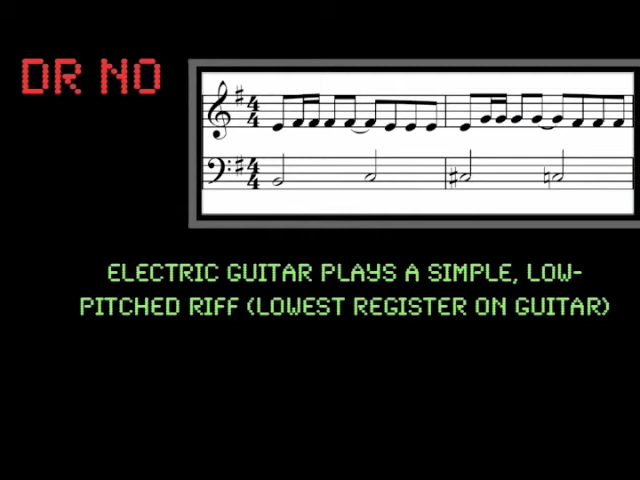 DR NO
ELECTRIC GUITAR PLAYS A SIMPLE, LOW-
PITCHED RIFF (LOWEST REGISTER ON GUITAR)